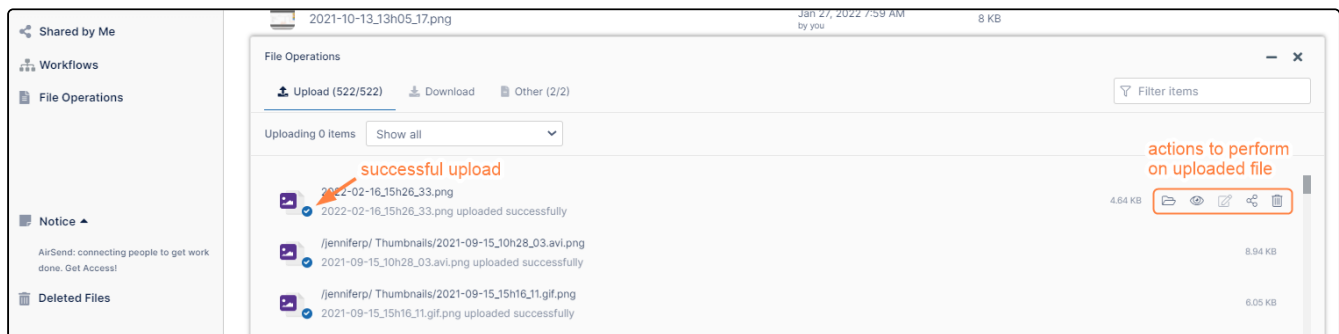 2021-10-13_13h05_17.png
Jan 27, 2022 7:59 AM
8 KB
by you
Shared by Me
Workflows
File Operations
File Operations
Upload (522/522)
Download
Other (2/2)
Filter items
Uploading 0 items
Show all
successful upload
actions to perform
on uploaded file
2022-02-16_15h26_33.png
2022-02-16_15h26_33.png uploaded successfully
4.64 KB
/jenniferp/ Thumbnails/2021-09-15_10h28_03.avi.png
2021-09-15_10h28_03.avi.png uploaded successfully
8.94 KB
/jenniferp/ Thumbnails/2021-09-15_15h16_11.gif.png
2021-09-15_15h16_11.gif.png uploaded successfully
6.05 KB
Notice
AirSend: connecting people to get work
done. Get Access!
Deleted Files